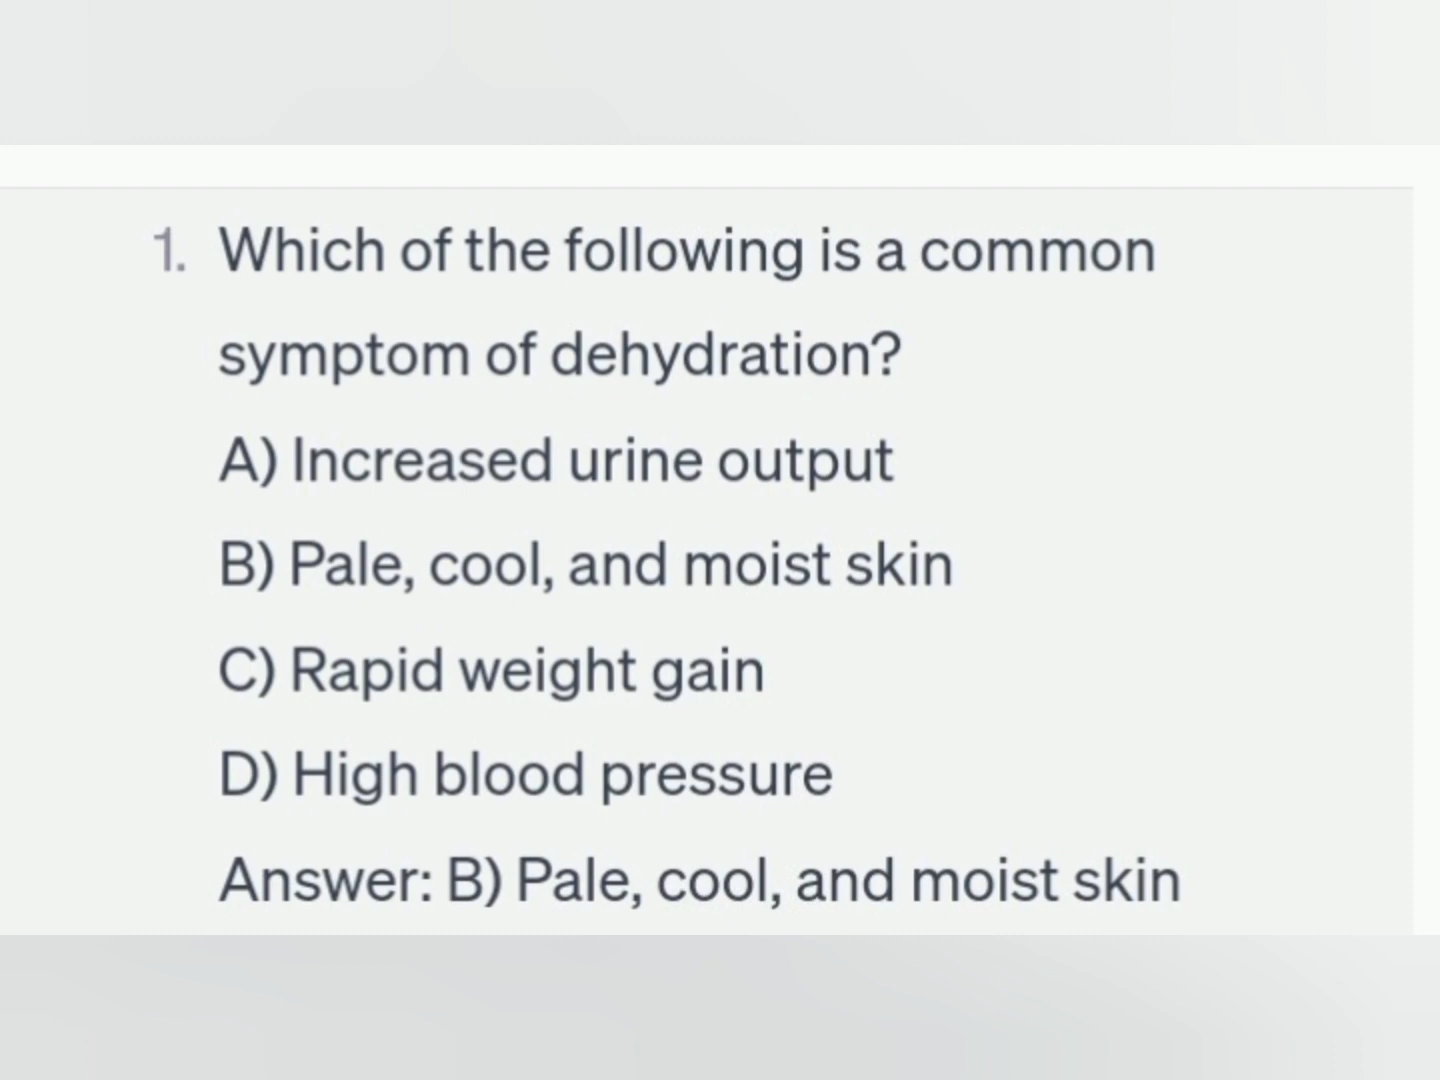 1. Which of the following is a common
symptom of dehydration?
A) Increased urine output
B) Pale, cool, and moist skin
C) Rapid weight gain
D) High blood pressure
Answer: B) Pale, cool, and moist skin